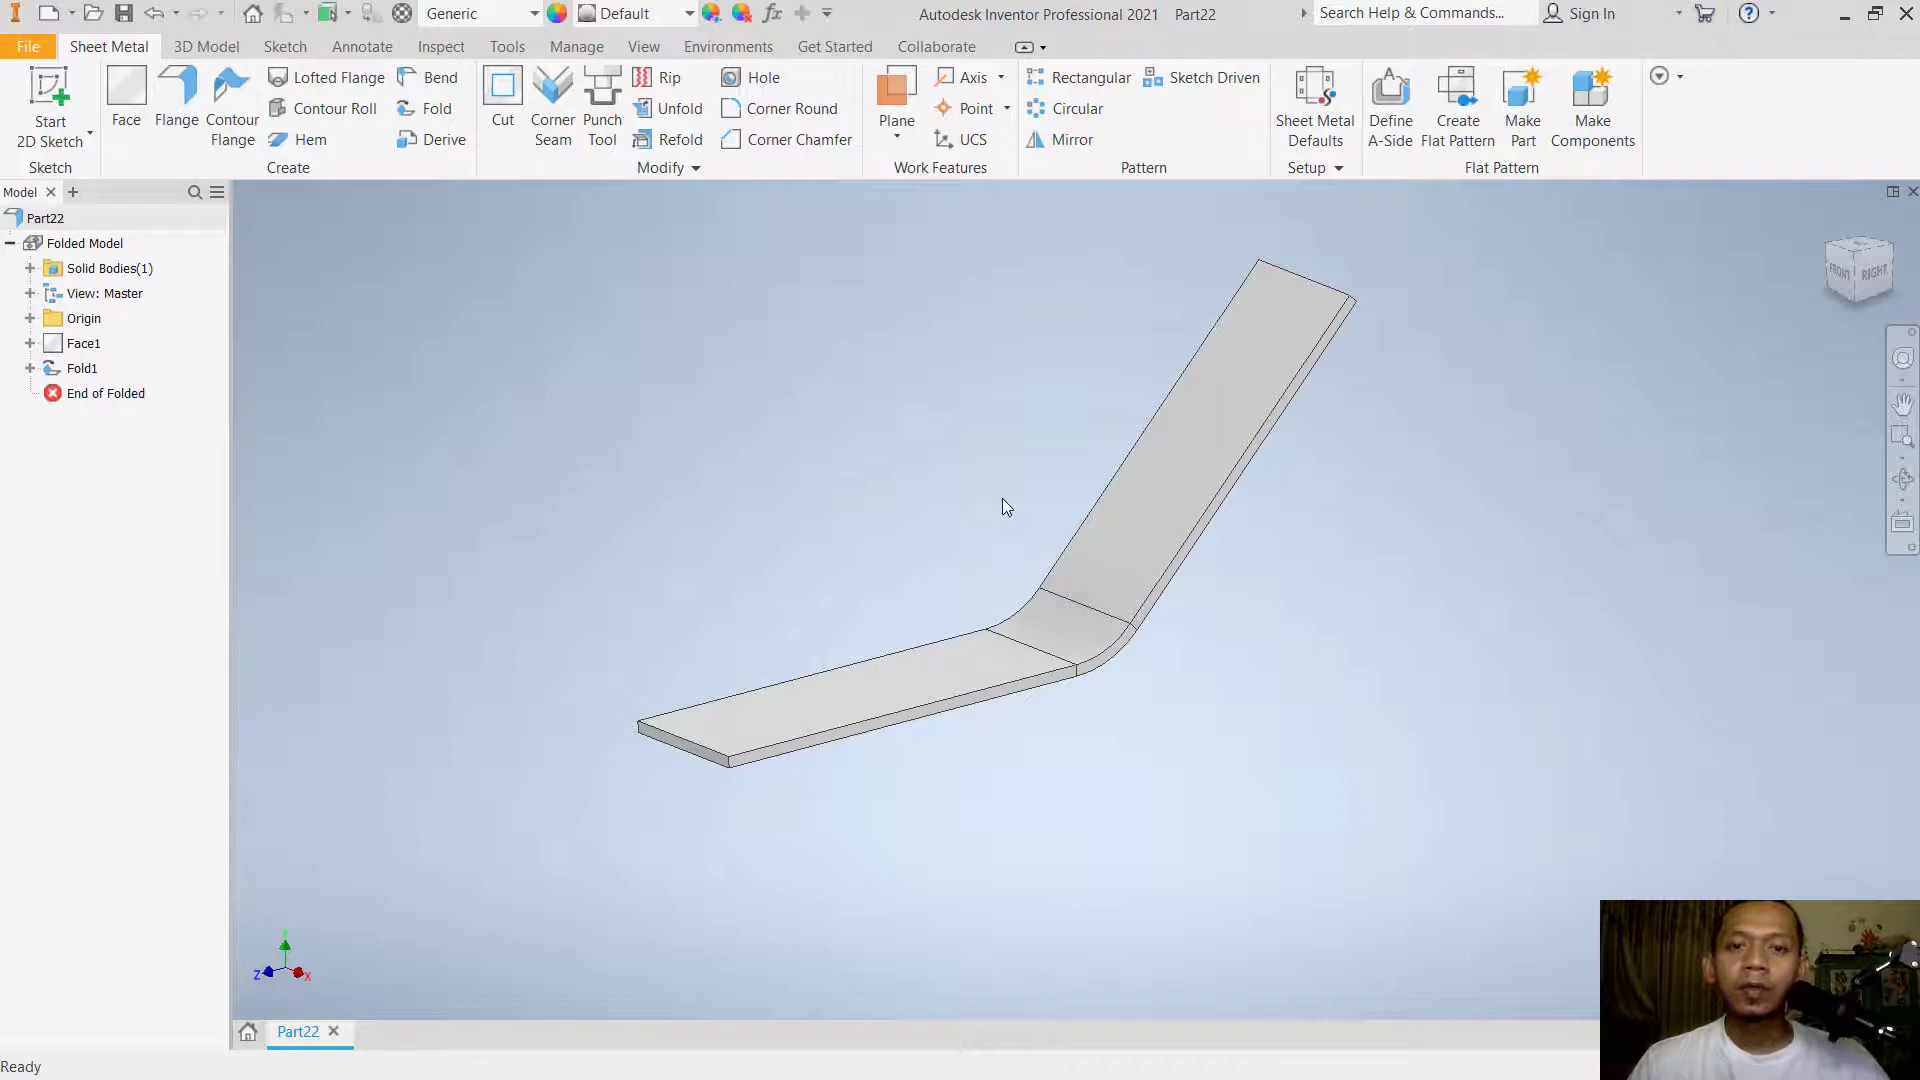 Generic
Default
Autodesk Inventor Professional 2021 Part22
Search Help & Commands...
Sign In
File
Sheet Metal
3D Model
Sketch
Annotate
Inspect
Tools
Manage
View
Environments
Get Started
Collaborate
Start
2D Sketch
Face
Flange
Contour
Flange
Lofted Flange
Contour Roll
Hem
Bend
Fold
Derive
Cut
Corner
Seam
Punch
Tool
Rip
Unfold
Refold
Hole
Corner Round
Corner Chamfer
Plane
Axis
Point
UCS
Rectangular
Sketch Driven
Circular
Mirror
Sheet Metal
Defaults
Define
A-Side
Create
Flat Pattern
Make
Part
Make
Components
Sketch
Create
Modify
Work Features
Pattern
Setup
Flat Pattern
Model
Part22
Folded Model
Solid Bodies(1)
View: Master
Origin
Face1
Fold1
End of Folded
FRONT
RIGHT
Y
Z
X
Part22
Ready